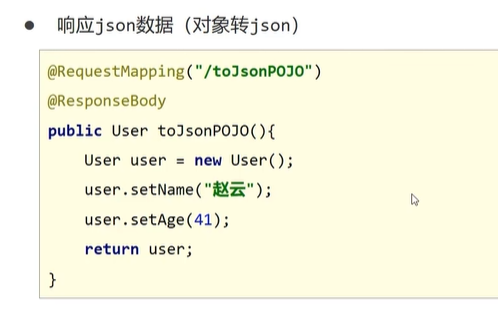 ● 响应json数据（对象转json）
@RequestMapping("/toJsonPOJO")
@ResponseBody
public User toJsonPOJO(){
    User user = new User();
    user.setName("赵云");
    user.setAge(41);
    return user;
}